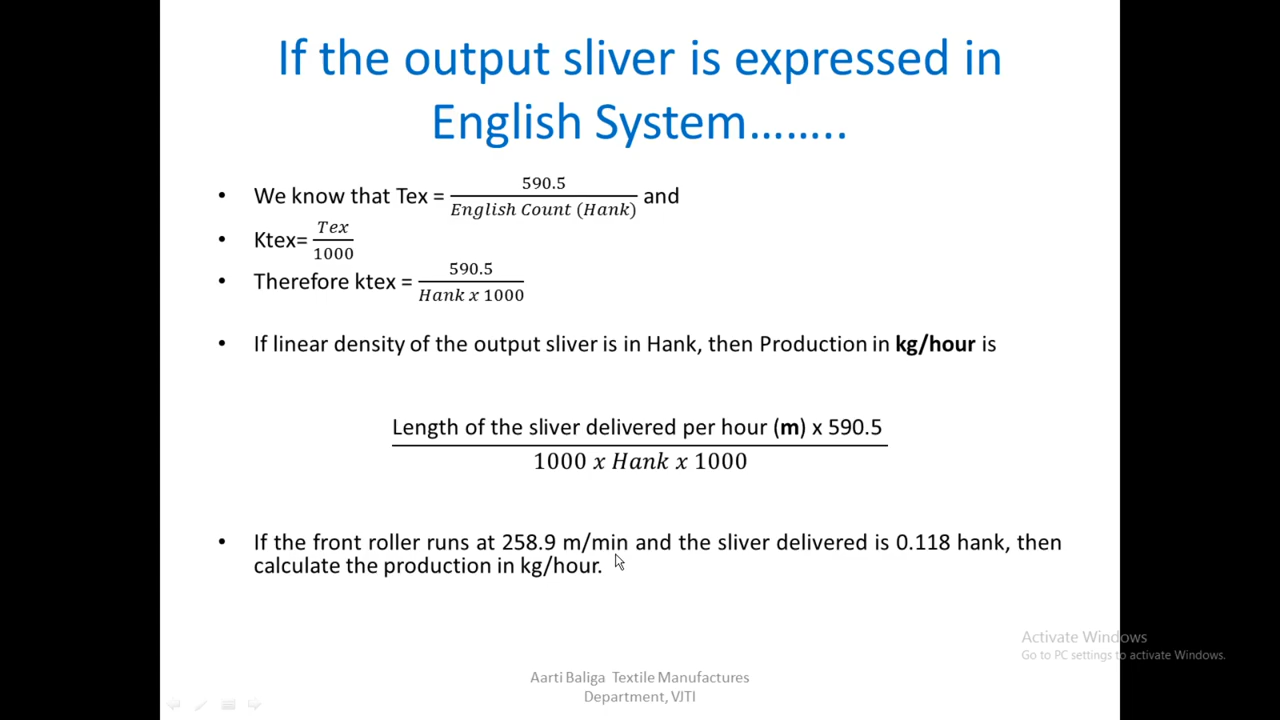 If the output sliver is expressed in
English System……..
• We know that Tex = 590.5 / English Count (Hank) and
• Ktex= Tex / 1000
• Therefore ktex = 590.5 / Hank x 1000
• If linear density of the output sliver is in Hank, then Production in kg/hour is
Length of the sliver delivered per hour (m) x 590.5
1000 x Hank x 1000
• If the front roller runs at 258.9 m/min and the sliver delivered is 0.118 hank, then
calculate the production in kg/hour.
Activate Windows
Go to PC settings to activate Windows.
Aarti Baliga Textile Manufactures
Department, VJTI